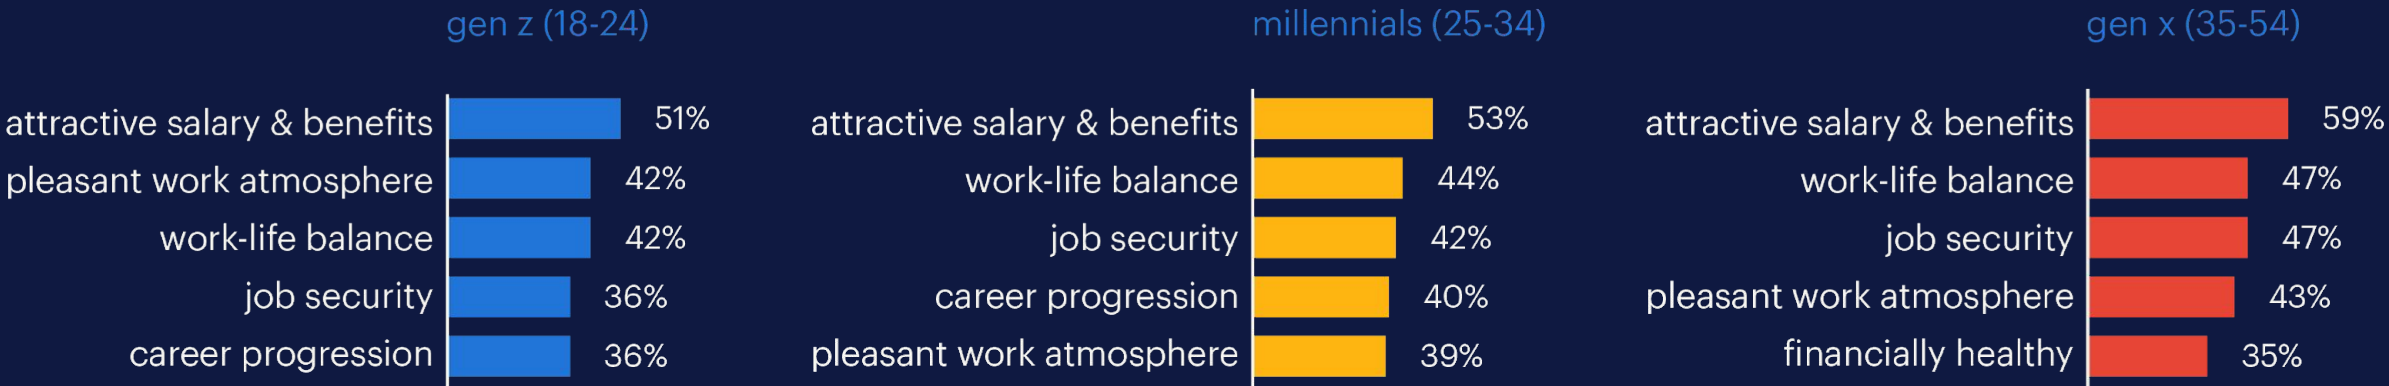 gen z (18-24)
attractive salary & benefits 51%
pleasant work atmosphere 42%
work-life balance 42%
job security 36%
career progression 36%
millennials (25-34)
attractive salary & benefits 53%
work-life balance 44%
job security 42%
career progression 40%
pleasant work atmosphere 39%
gen x (35-54)
attractive salary & benefits 59%
work-life balance 47%
job security 47%
pleasant work atmosphere 43%
financially healthy 35%